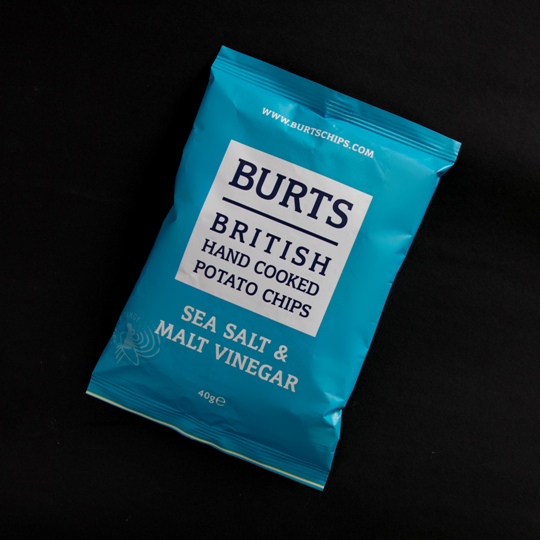 WWW.BURTSCHIPS.COM
BURTS
BRITISH
HAND COOKED
POTATO CHIPS
SEA SALT &
MALT VINEGAR
40g℮